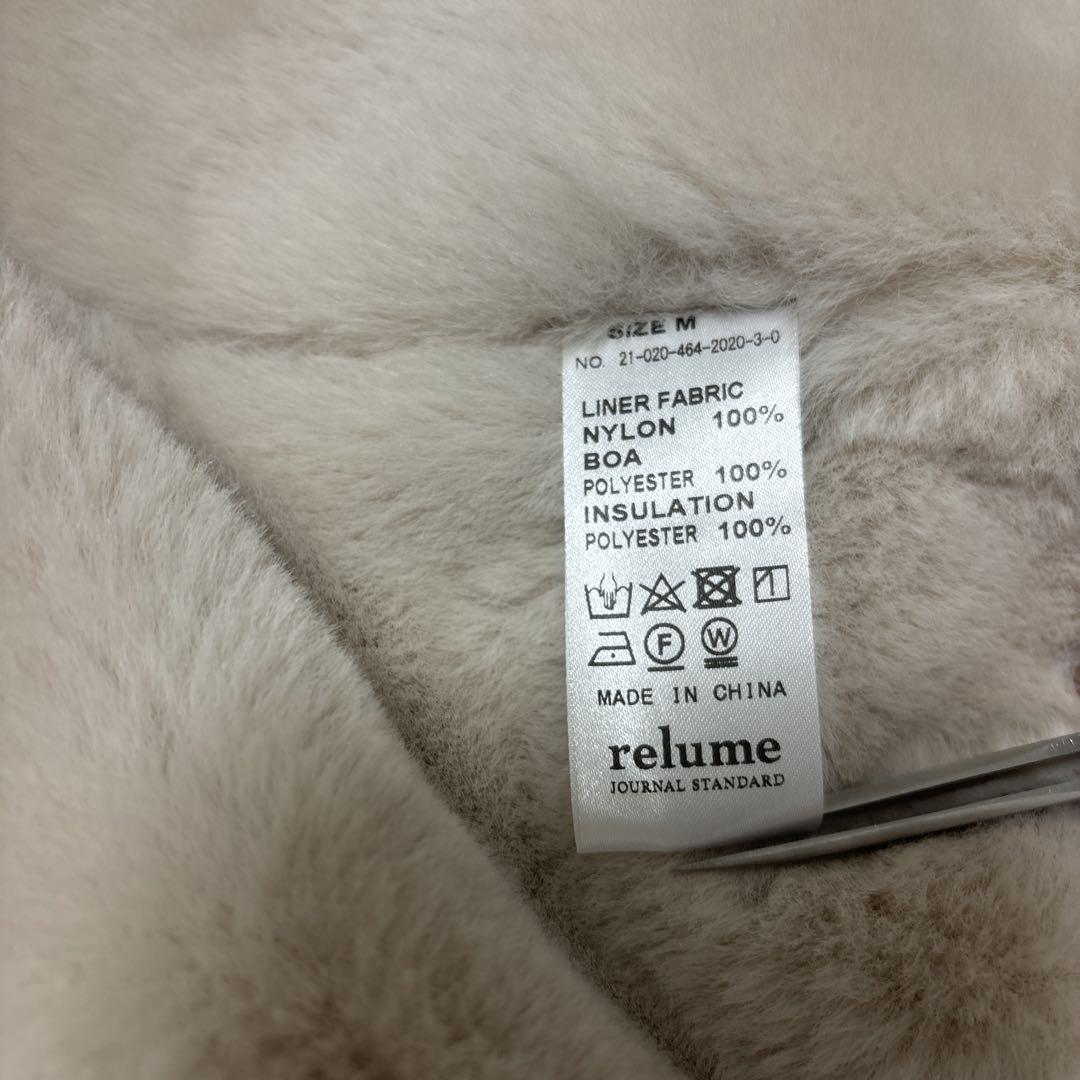 SIZE M
NO. 21-020-464-2020-3-0
LINER FABRIC
NYLON 100%
BOA
POLYESTER 100%
INSULATION
POLYESTER 100%
F W
MADE IN CHINA
relume
JOURNAL STANDARD